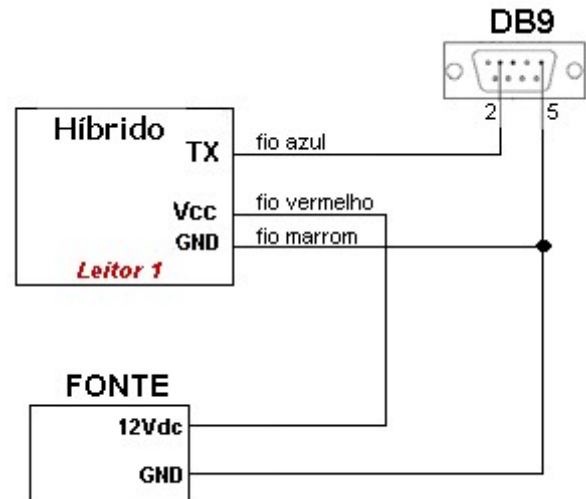 DB9
2 5
Híbrido
TX
fio azul
Vcc
fio vermelho
GND
fio marrom
Leitor 1
FONTE
12Vdc
GND